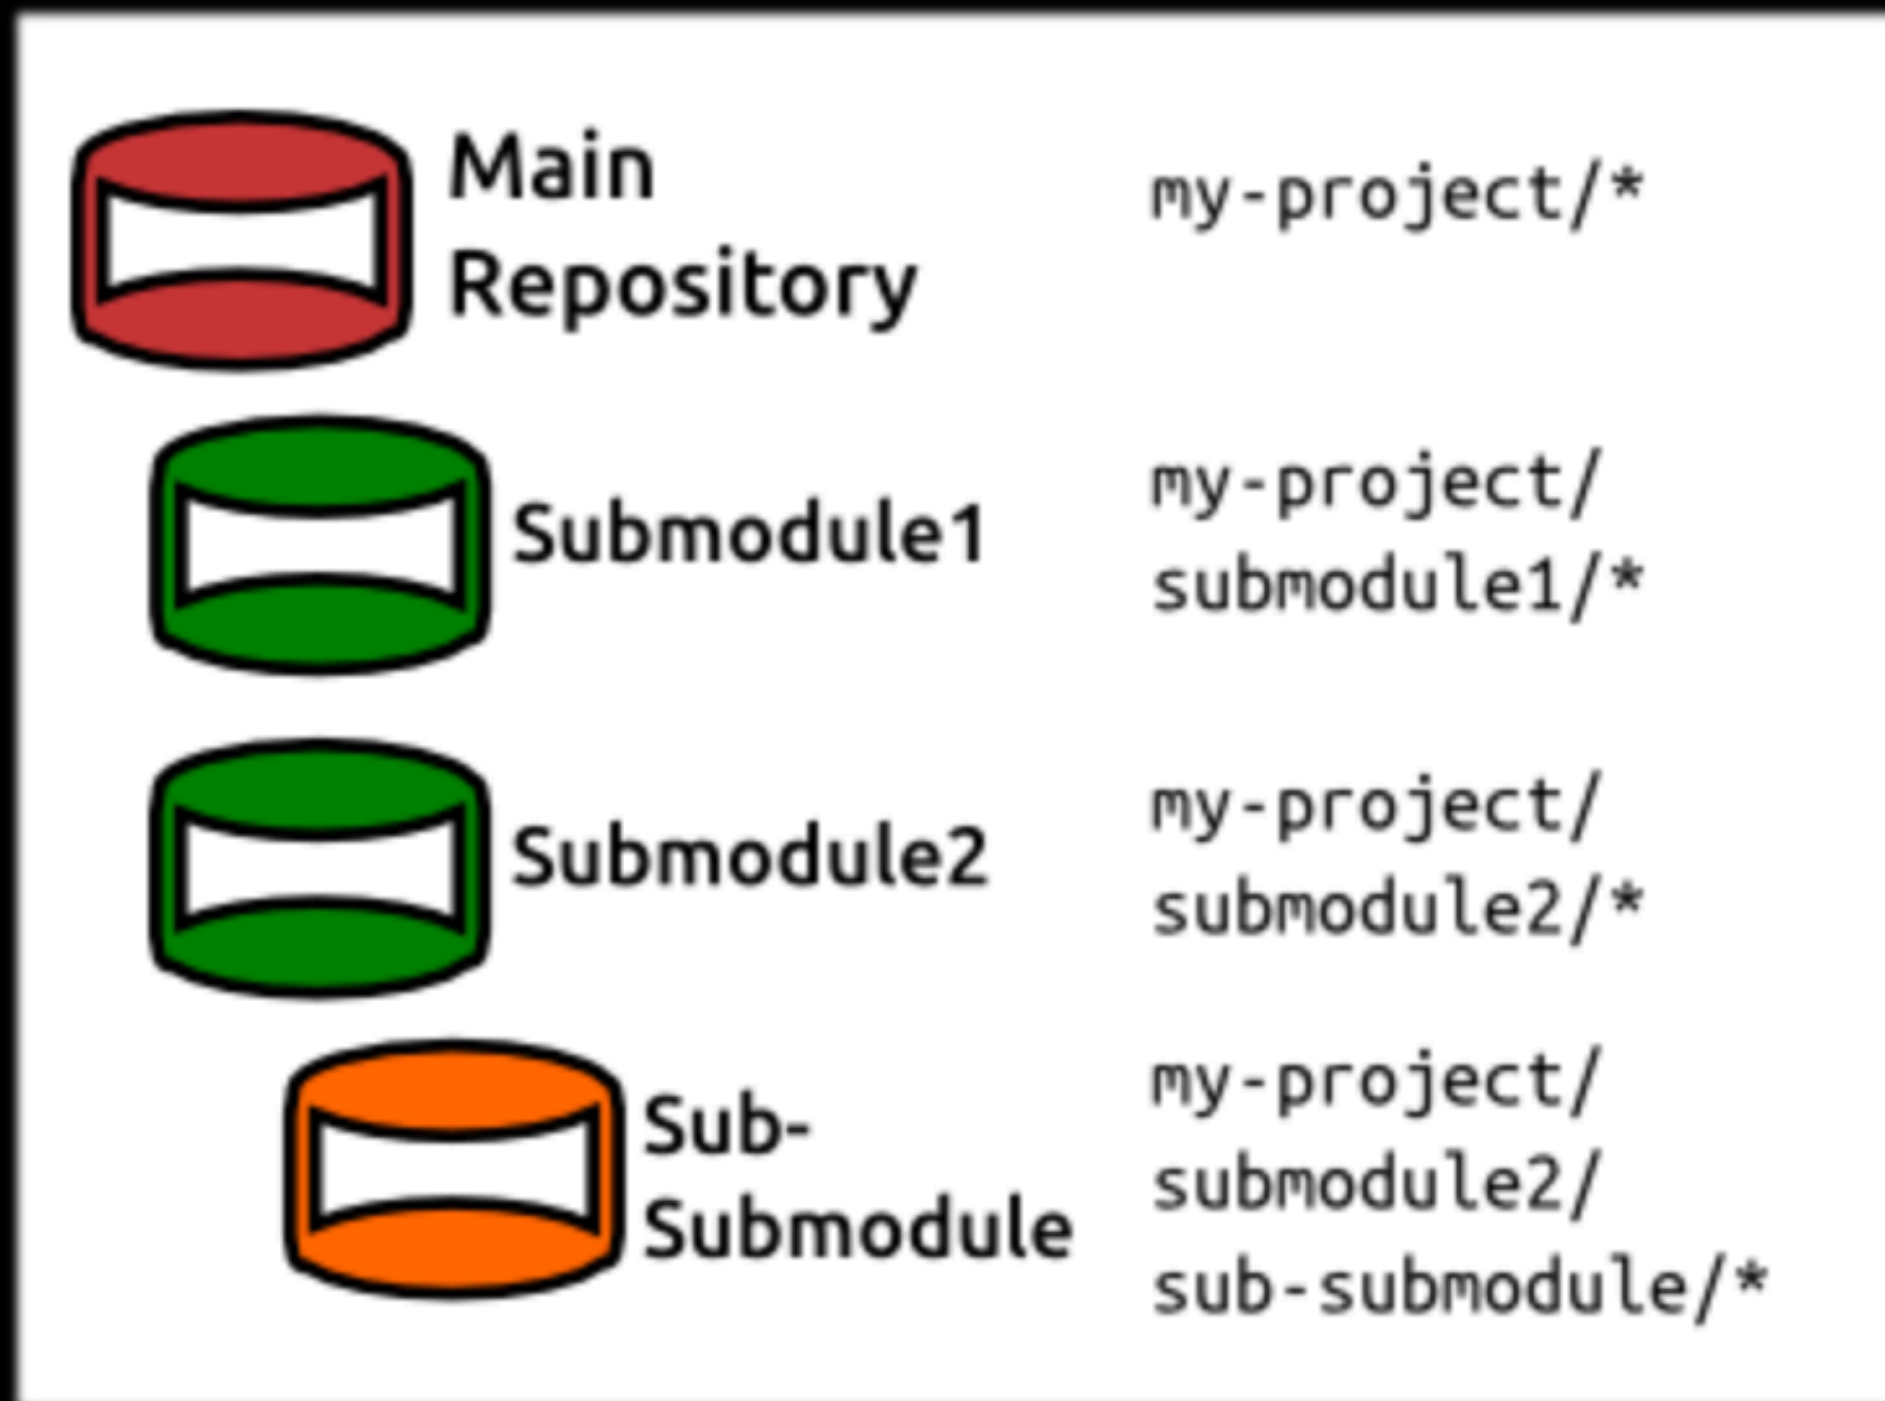 Main
Repository
my-project/*
Submodule1
my-project/
submodule1/*
Submodule2
my-project/
submodule2/*
Sub-
Submodule
my-project/
submodule2/
sub-submodule/*